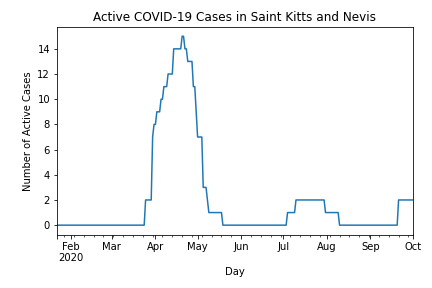 Active COVID-19 Cases in Saint Kitts and Nevis
Number of Active Cases
14
12
10
8
6
4
2
0
Feb Mar Apr May Jun Jul Aug Sep Oct
2020
Day